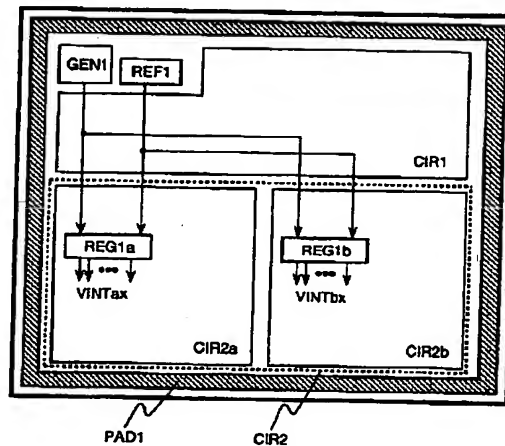 GEN1
REF1
CIR1
REG1a
REG1b
VINTax
VINTbx
CIR2a
CIR2b
PAD1
CIR2